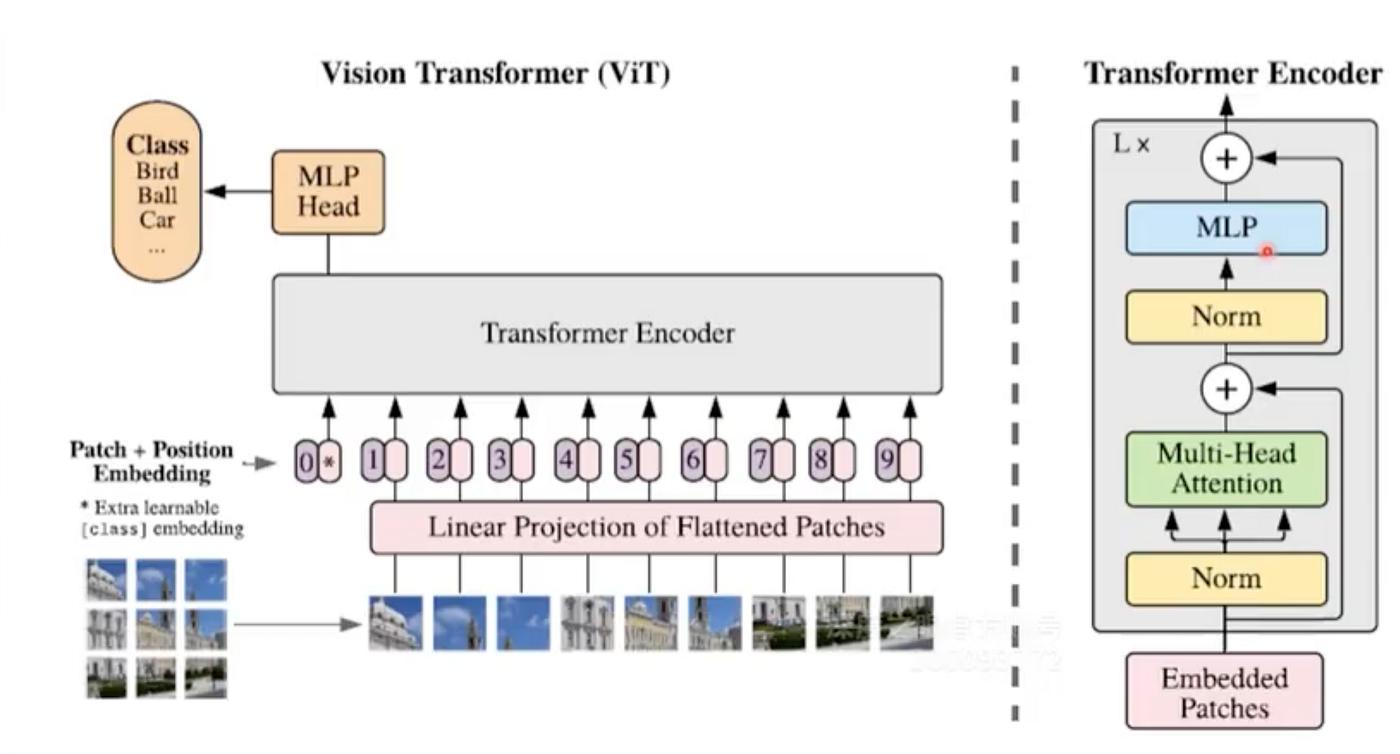 Vision Transformer (ViT)
Class
Bird
Ball
Car
...
MLP
Head
Transformer Encoder
Patch + Position
Embedding
0 * 1 2 3 4 5 6 7 8 9
* Extra learnable
[class] embedding
Linear Projection of Flattened Patches
Transformer Encoder
L ×
+
MLP
Norm
+
Multi-Head
Attention
Norm
Embedded
Patches